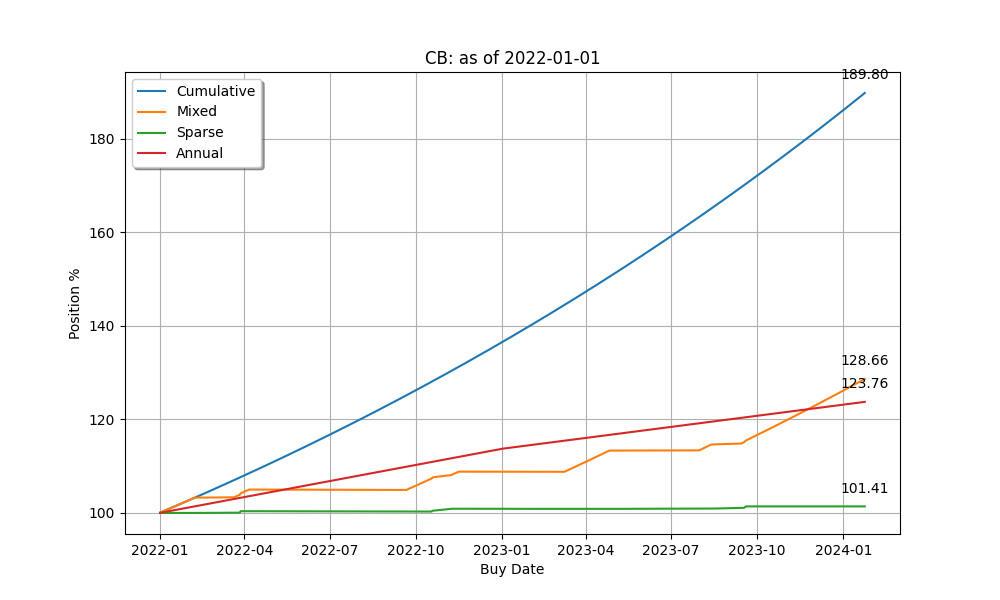 CB: as of 2022-01-01
189.80
Cumulative
Mixed
Sparse
Annual
180
160
140
120
100
Position %
128.66
123.76
101.41
2022-01 2022-04 2022-07 2022-10 2023-01 2023-04 2023-07 2023-10 2024-01
Buy Date